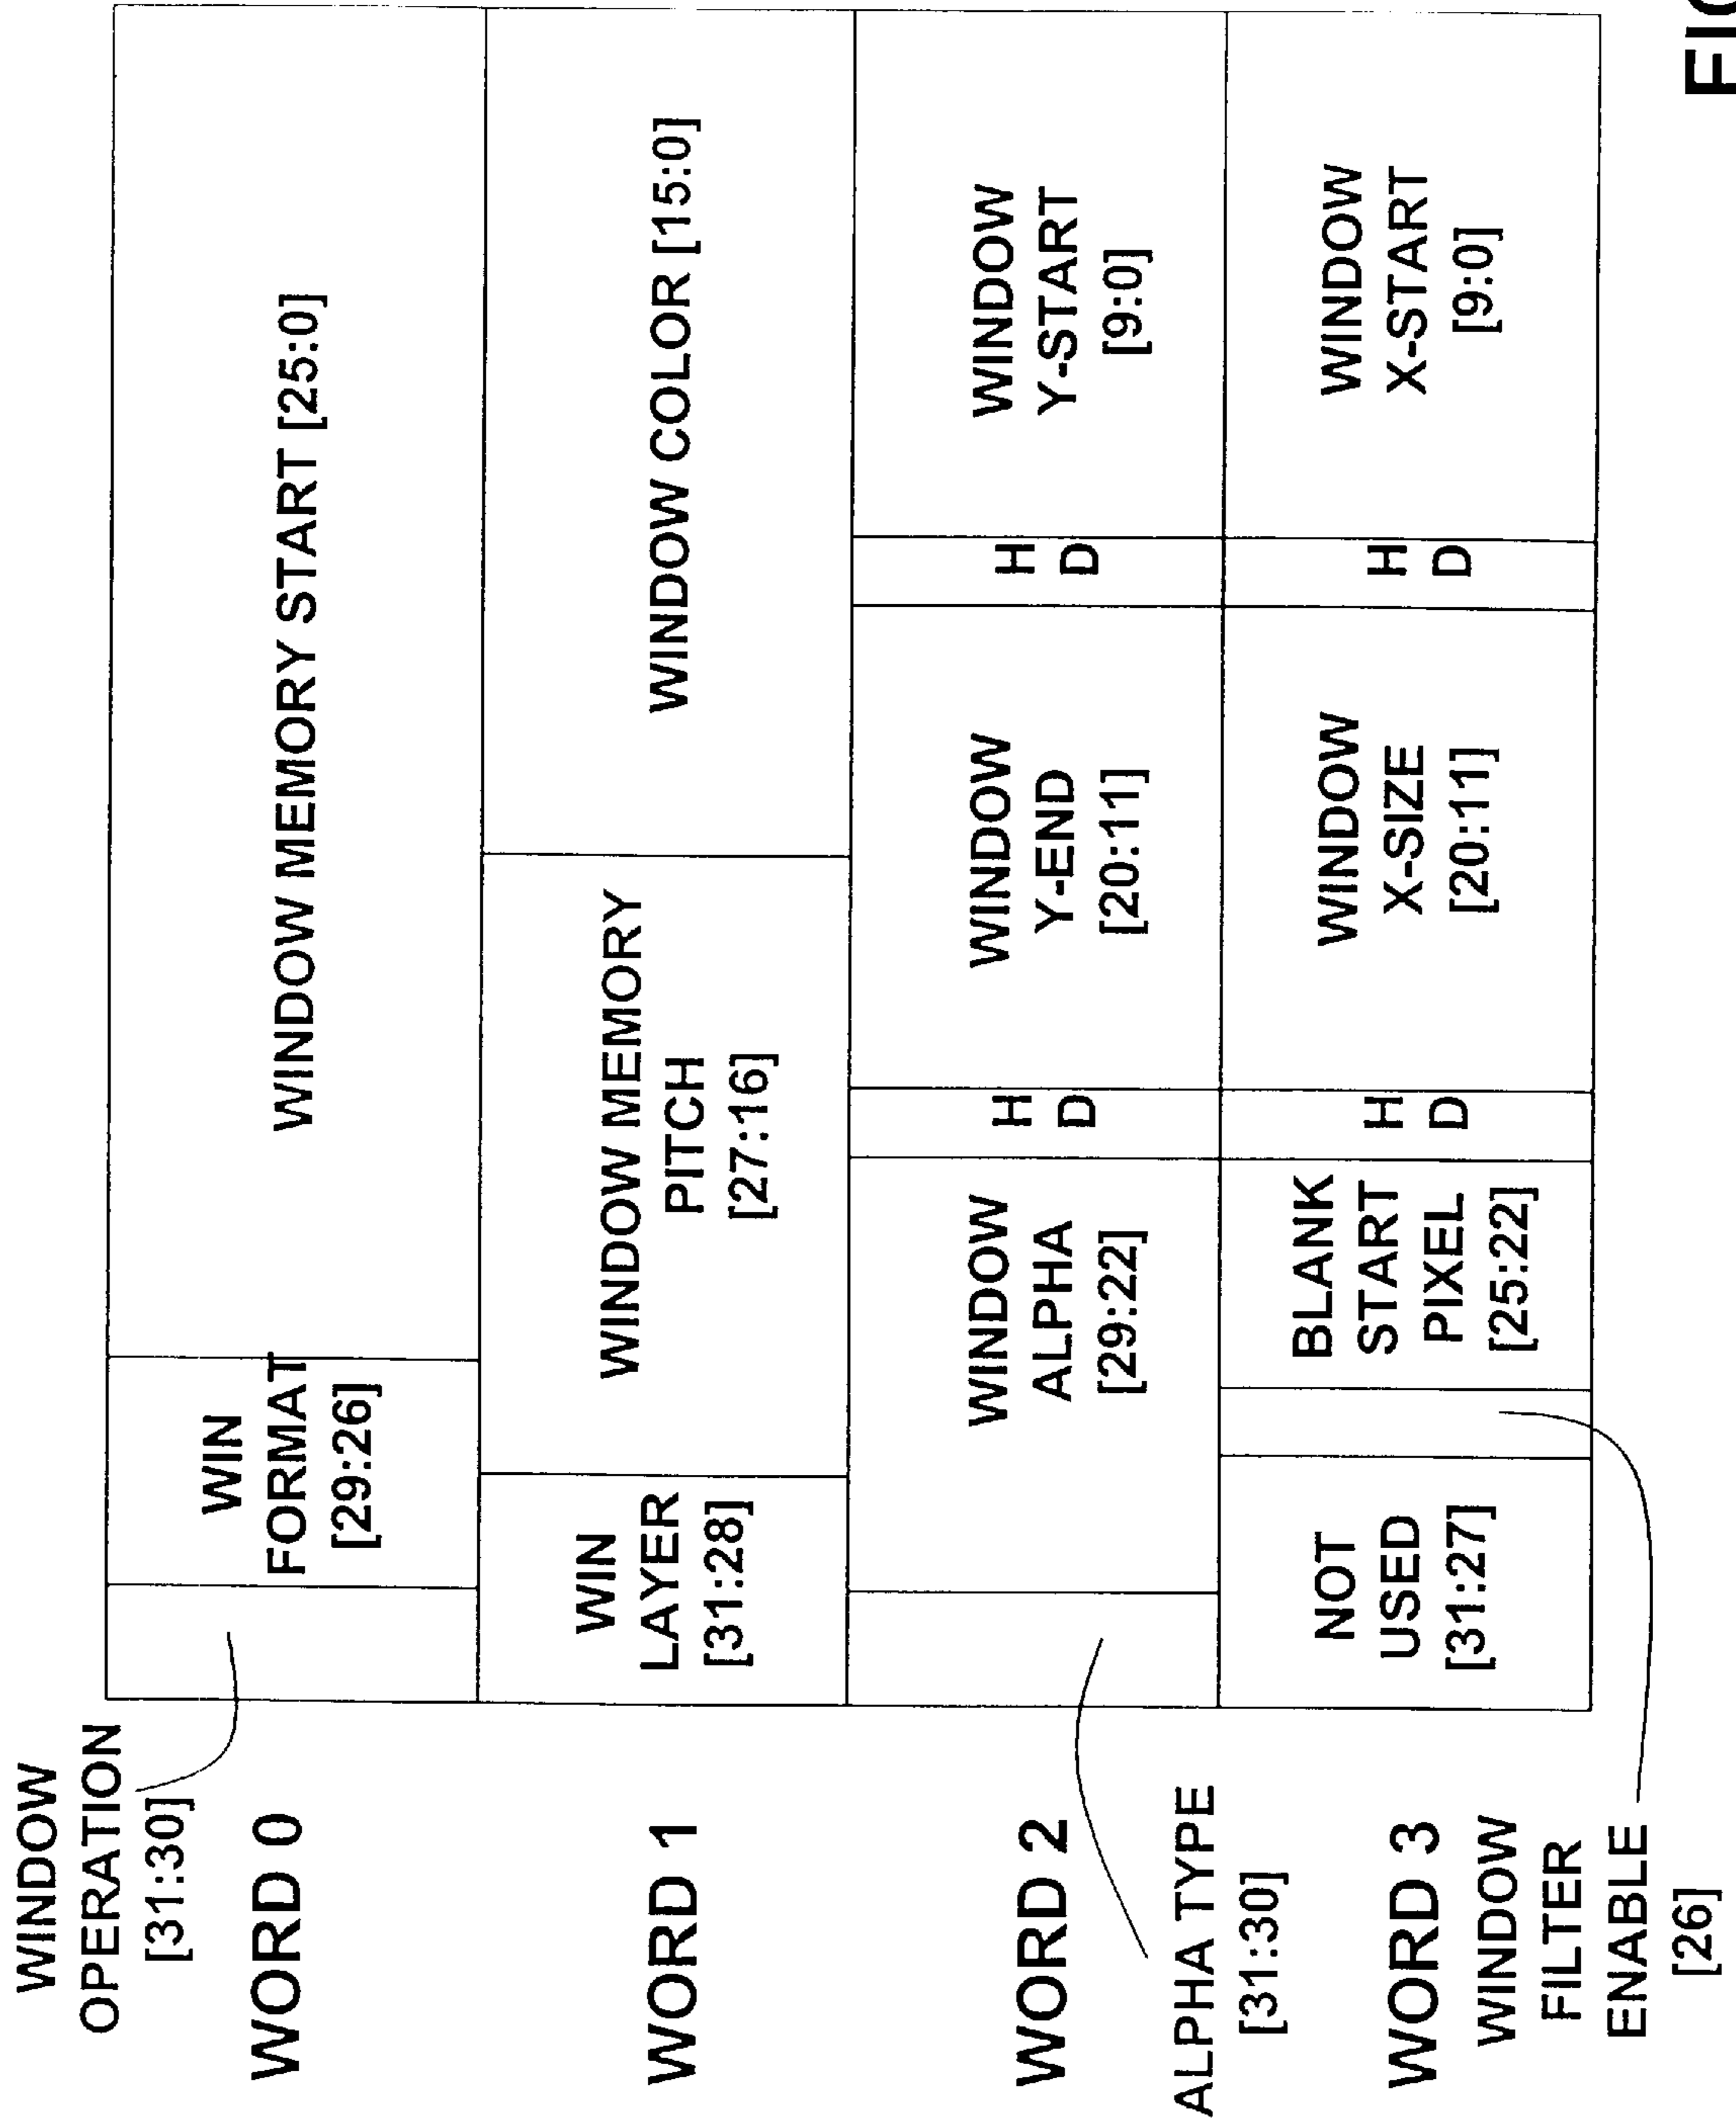 WINDOW
OPERATION
[31:30]
WORD 0
WIN
FORMAT
[29:26]
WINDOW MEMORY START [25:0]
WORD 1
WIN
LAYER
[31:28]
WINDOW MEMORY
PITCH
[27:16]
WINDOW COLOR [15:0]
WORD 2
ALPHA TYPE
[31:30]
WINDOW
ALPHA
[29:22]
H
D
WINDOW
Y-END
[20:11]
H
D
WINDOW
Y-START
[9:0]
WORD 3
WINDOW
FILTER
ENABLE
[26]
NOT
USED
[31:27]
BLANK
START
PIXEL
[25:22]
H
D
WINDOW
X-SIZE
[20:11]
H
D
WINDOW
X-START
[9:0]